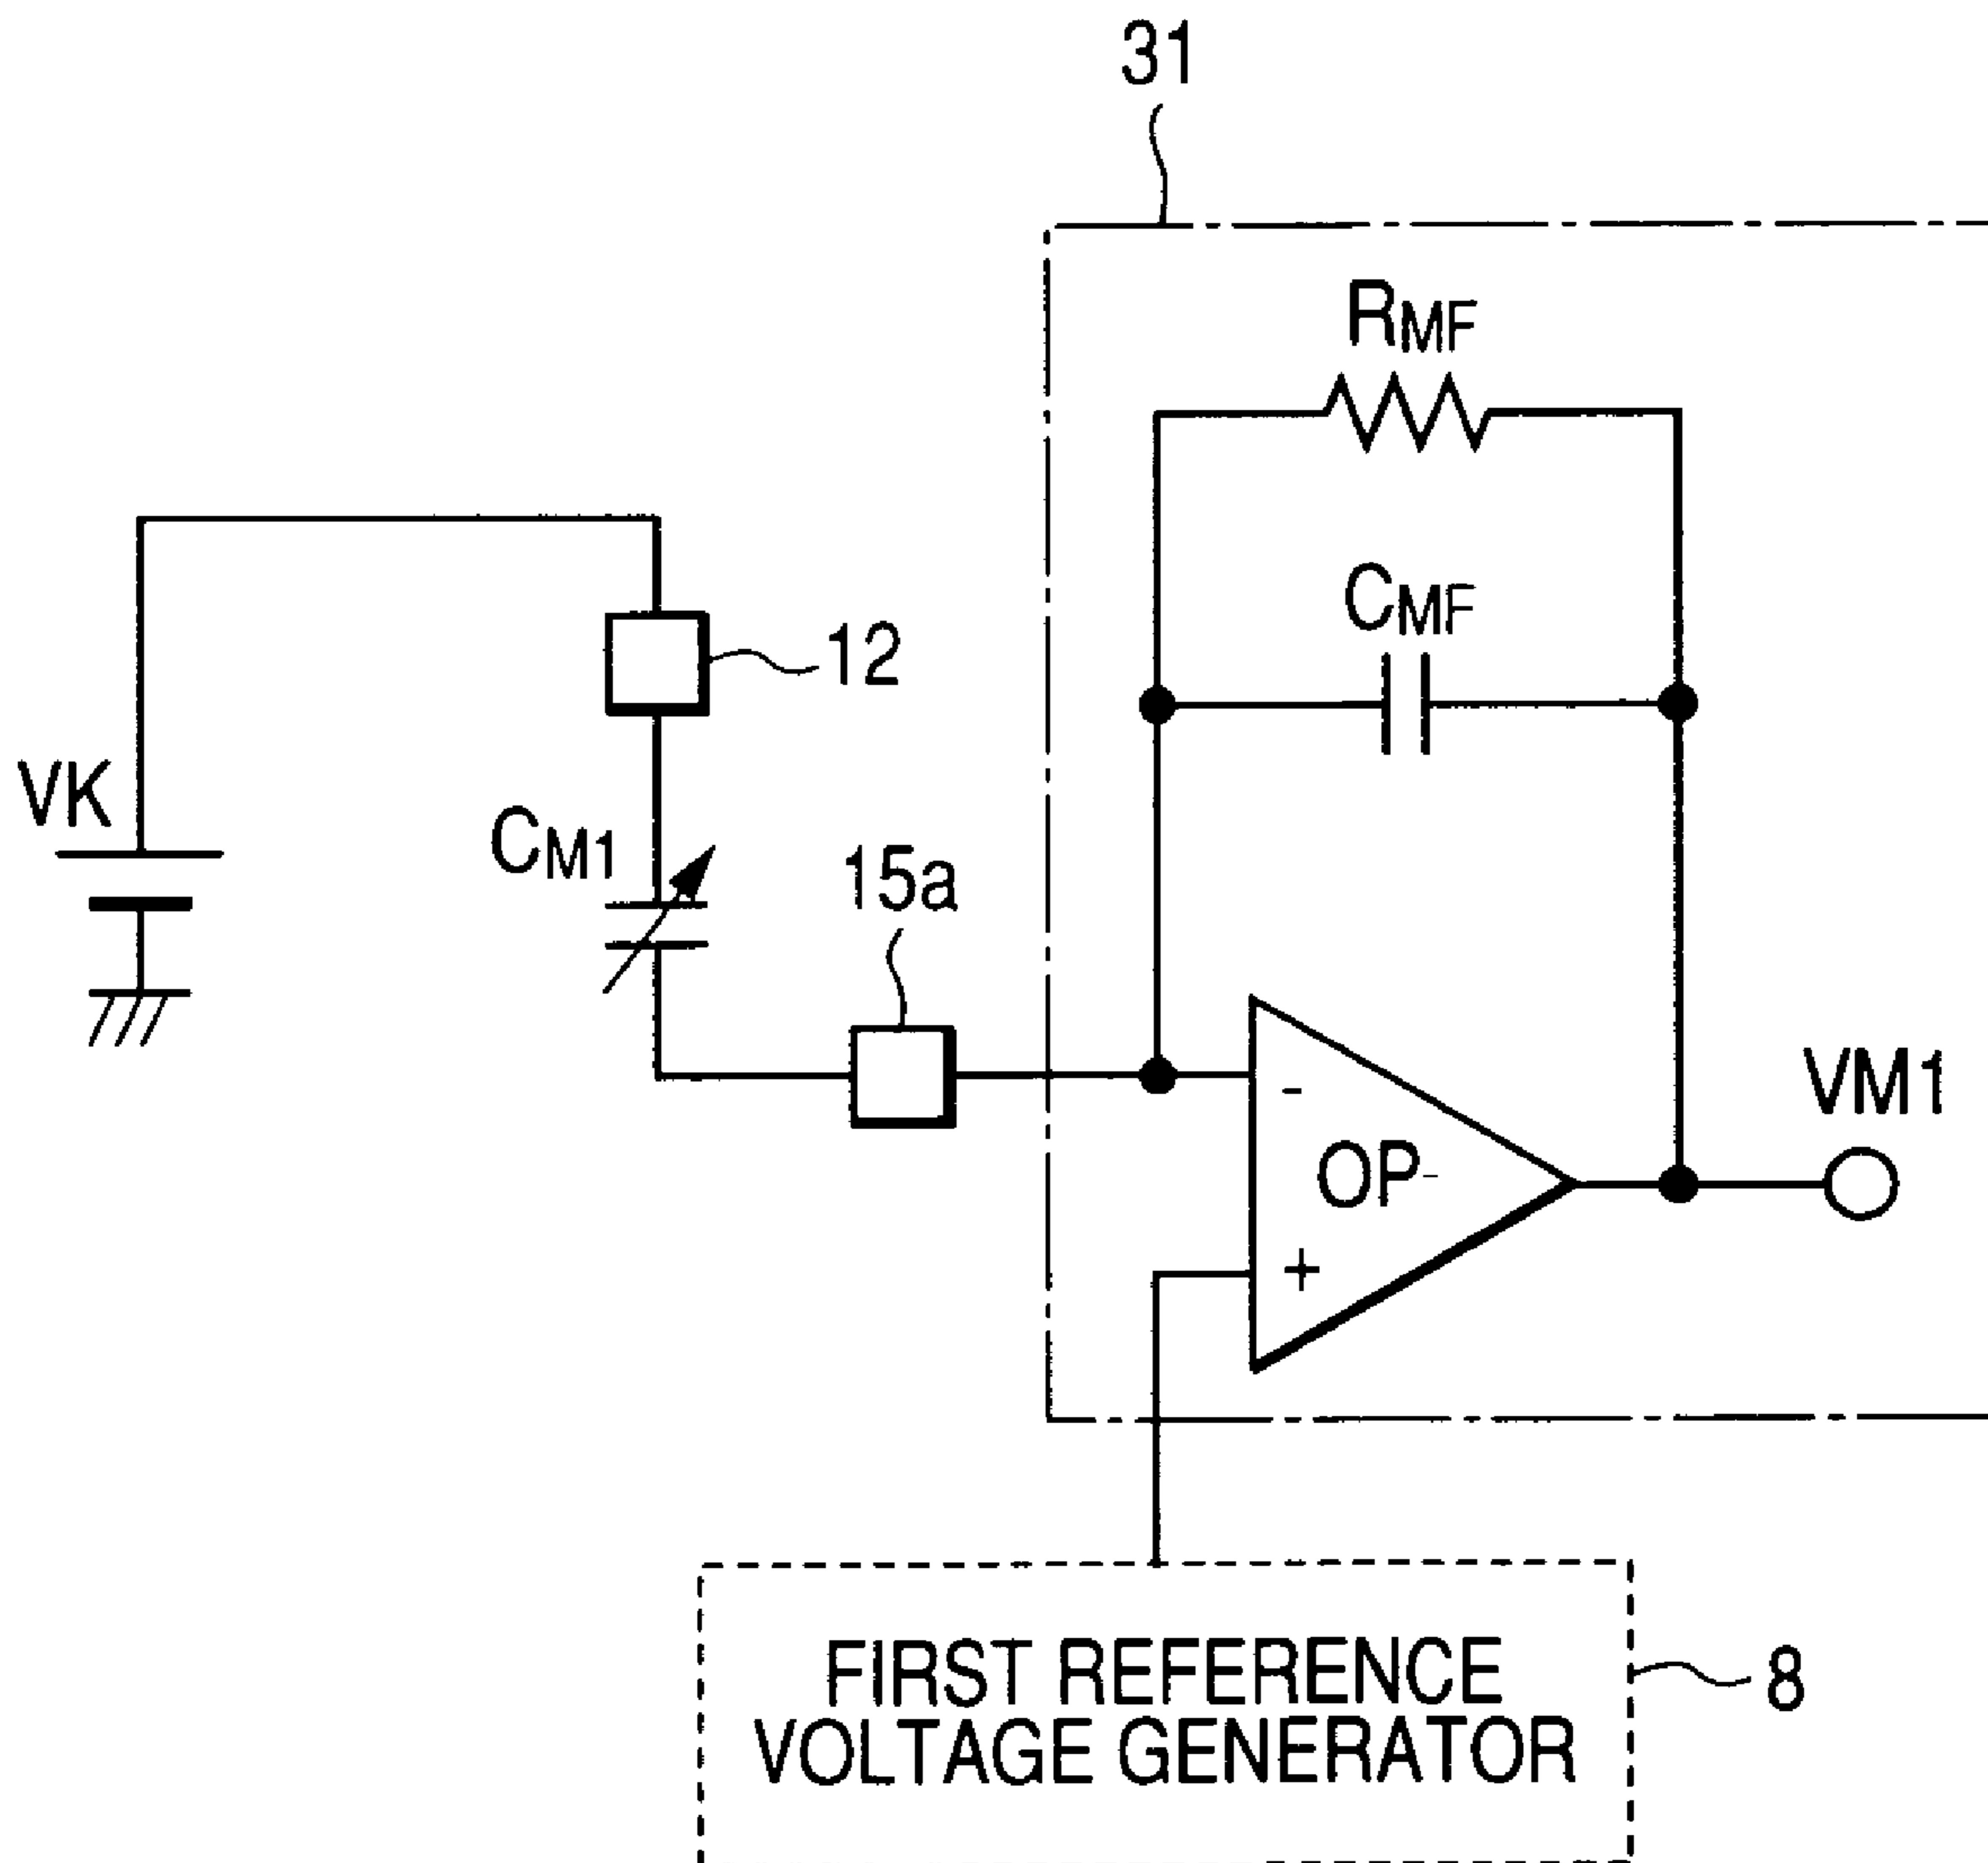 31
RMF
CMF
12
VK
CM1
15a
-
OP
VM1
+
FIRST REFERENCE
VOLTAGE GENERATOR
8